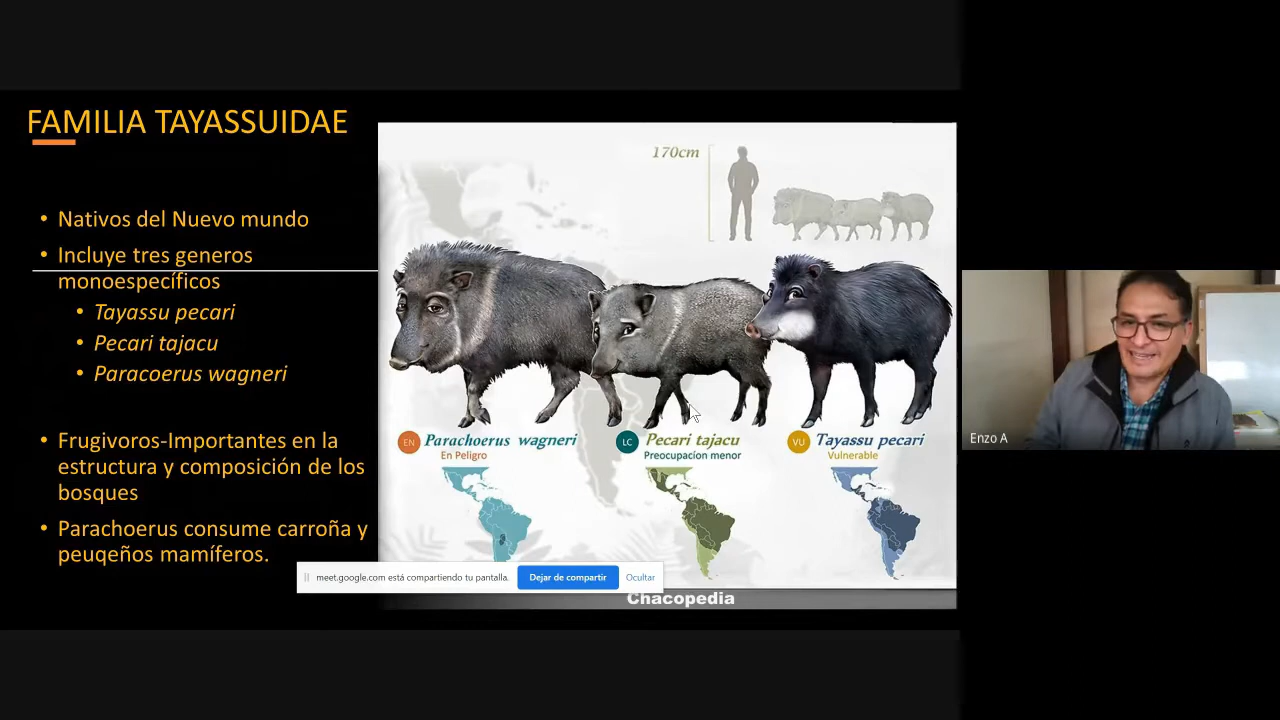 FAMILIA TAYASSUIDAE
• Nativos del Nuevo mundo
• Incluye tres generos
monoespecíficos
• Tayassu pecari
• Pecari tajacu
• Paracoerus wagneri
• Frugivoros-Importantes en la
estructura y composición de los
bosques
• Parachoerus consume carroña y
peuqeños mamíferos.
170cm
EN Parachoerus wagneri
En Peligro
LC Pecari tajacu
Preocupacíon menor
VU Tayassu pecari
Vulnerable
meet.google.com está compartiendo tu pantalla.
Dejar de compartir
Ocultar
Chacopedia
Enzo A